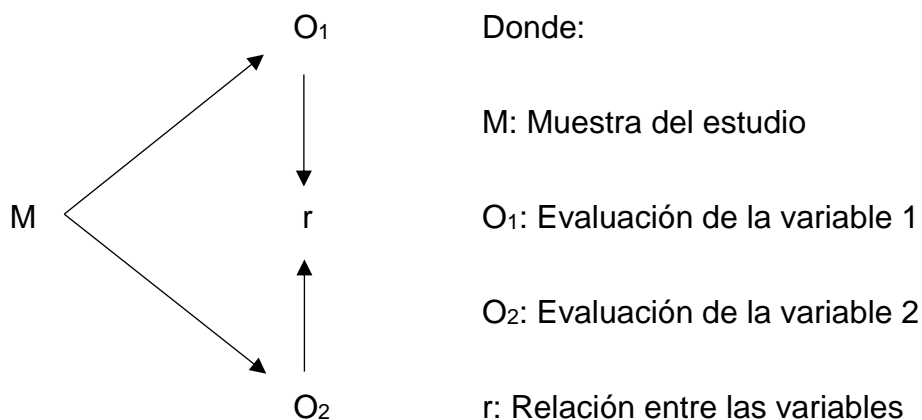 O₁ Donde:
M: Muestra del estudio
M r O₁: Evaluación de la variable 1
O₂: Evaluación de la variable 2
O₂ r: Relación entre las variables